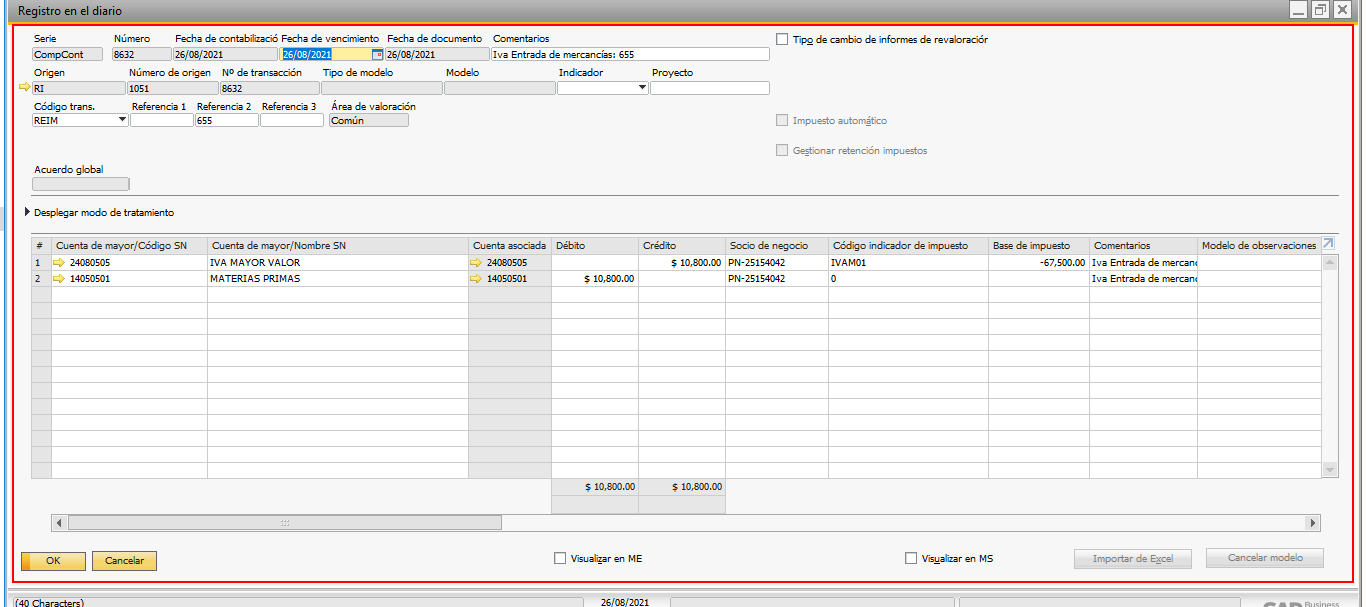 Registro en el diario
Serie Número Fecha de contabilizació Fecha de vencimiento Fecha de documento Comentarios
CompCont 8632 26/08/2021 26/08/2021 26/08/2021 Iva Entrada de mercancías: 655
Tipo de cambio de informes de revaloraciór
Origen Número de origen Nº de transacción Tipo de modelo Modelo Indicador Proyecto
RI 1051 8632
Código trans. Referencia 1 Referencia 2 Referencia 3 Área de valoración
REIM 655 Común
Impuesto automático
Gestionar retención impuestos
Acuerdo global
Desplegar modo de tratamiento
# Cuenta de mayor/Código SN Cuenta de mayor/Nombre SN Cuenta asociada Débito Crédito Socio de negocio Código indicador de impuesto Base de impuesto Comentarios Modelo de observaciones
1 24080505 IVA MAYOR VALOR 24080505 $ 10,800.00 PN-25154042 IVAM01 -67,500.00 Iva Entrada de mercanc
2 14050501 MATERIAS PRIMAS 14050501 $ 10,800.00 PN-25154042 0 Iva Entrada de mercanc
$ 10,800.00 $ 10,800.00
OK Cancelar Visualizar en ME Visualizar en MS Importar de Excel Cancelar modelo
(40 Characters) 26/08/2021 SAP Business